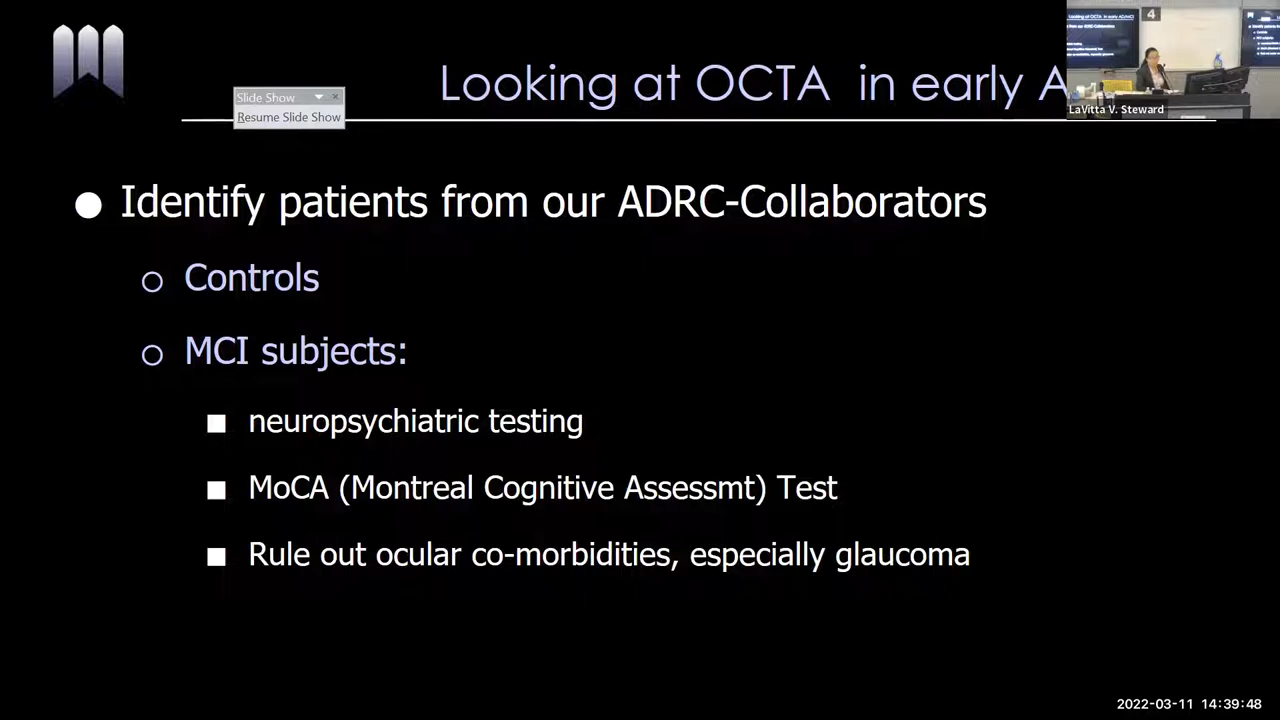 Looking at OCTA in early A
Slide Show
Resume Slide Show
Identify patients from our ADRC-Collaborators
Controls
MCI subjects:
neuropsychiatric testing
MoCA (Montreal Cognitive Assessmt) Test
Rule out ocular co-morbidities, especially glaucoma
4
LaVitta V. Steward
2022-03-11 14:39:48